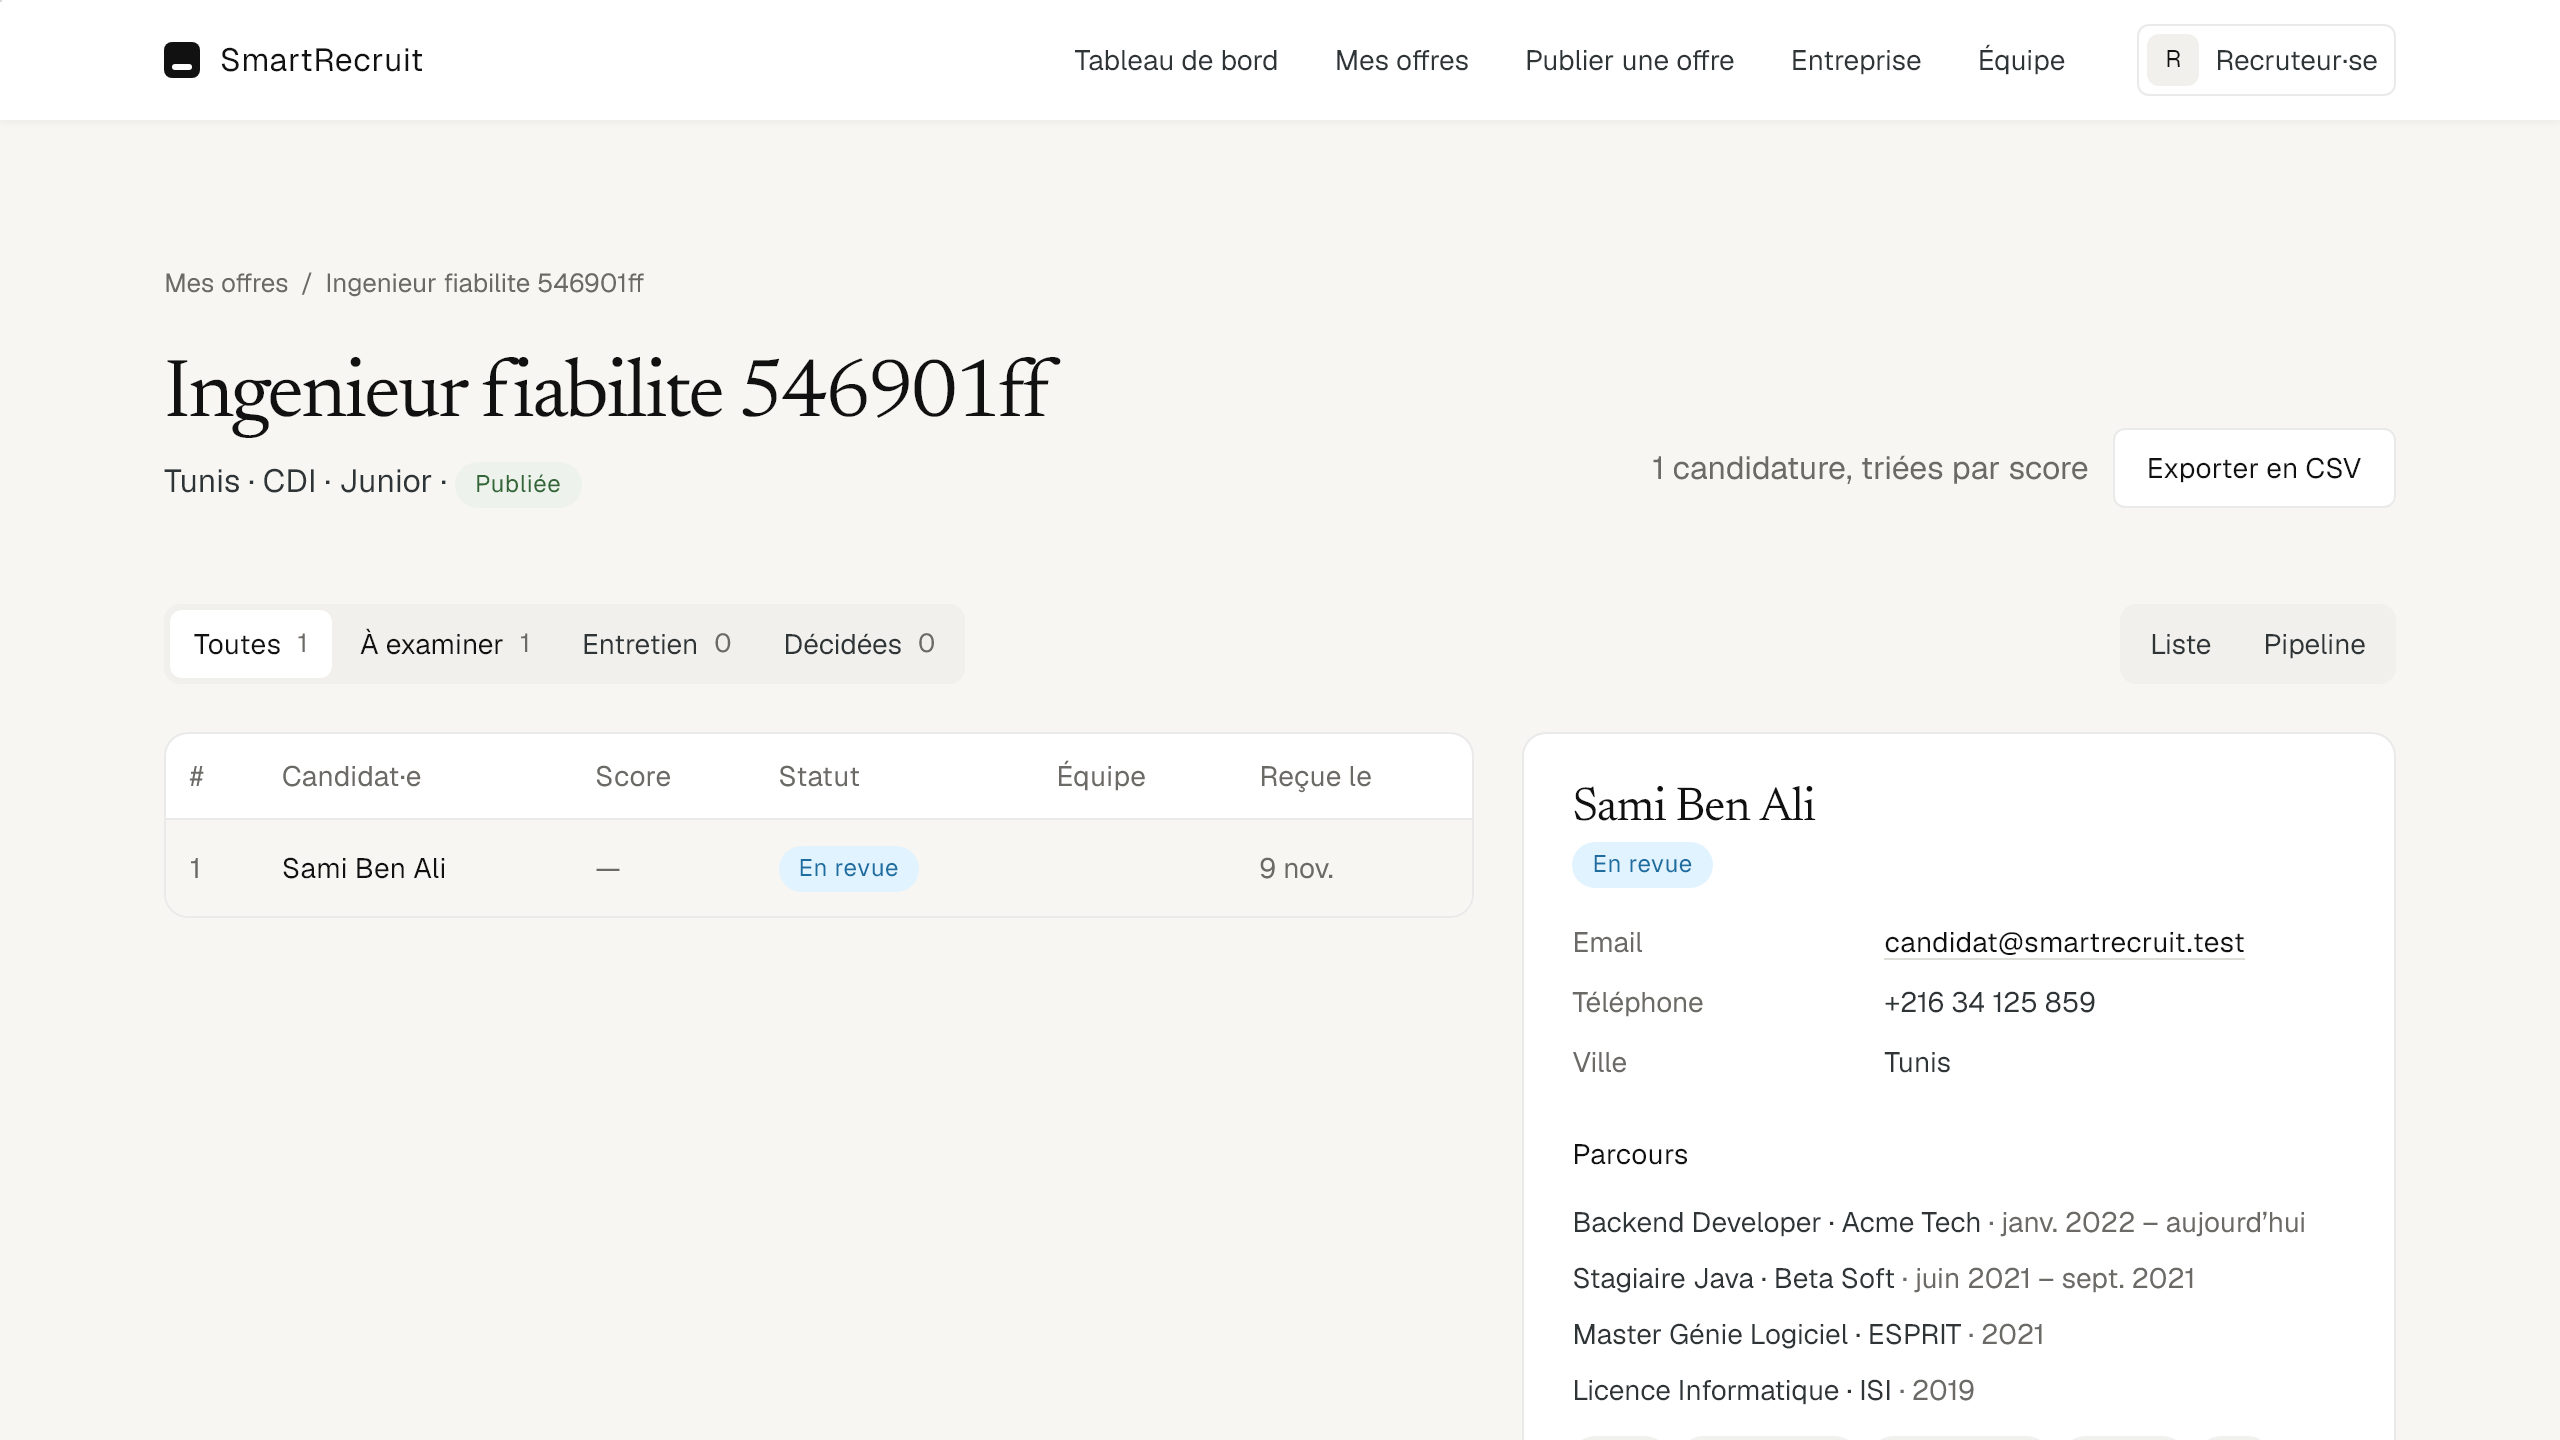 SmartRecruit
Tableau de bord Mes offres Publier une offre Entreprise Équipe R Recruteur·se
Mes offres / Ingenieur fiabilite 546901ff
Ingenieur fiabilite 546901ff
Tunis · CDI · Junior · Publiée
1 candidature, triées par score Exporter en CSV
Toutes 1 À examiner 1 Entretien 0 Décidées 0
Liste Pipeline
# Candidat·e Score Statut Équipe Reçue le
1 Sami Ben Ali — En revue 9 nov.
Sami Ben Ali
En revue
Email candidat@smartrecruit.test
Téléphone +216 34 125 859
Ville Tunis
Parcours
Backend Developer · Acme Tech · janv. 2022 – aujourd’hui
Stagiaire Java · Beta Soft · juin 2021 – sept. 2021
Master Génie Logiciel · ESPRIT · 2021
Licence Informatique · ISI · 2019